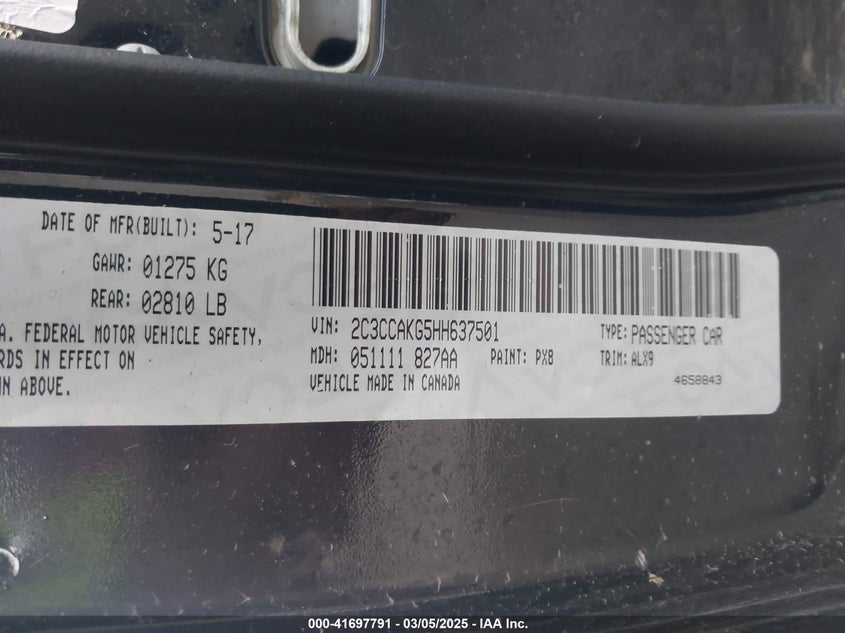 DATE OF MFR(BUILT): 5-17
GAWR: 01275 KG
REAR: 02810 LB
A. FEDERAL MOTOR VEHICLE SAFETY,
RDS IN EFFECT ON
IN ABOVE.
VIN: 2C3CCAKG5HH637501
TYPE: PASSENGER CAR
MDH: 051111 827AA
PAINT: PX8
TRIM: ALX9
VEHICLE MADE IN CANADA
4658843
000-41697791 / 03/05/2025 - IAA Inc.